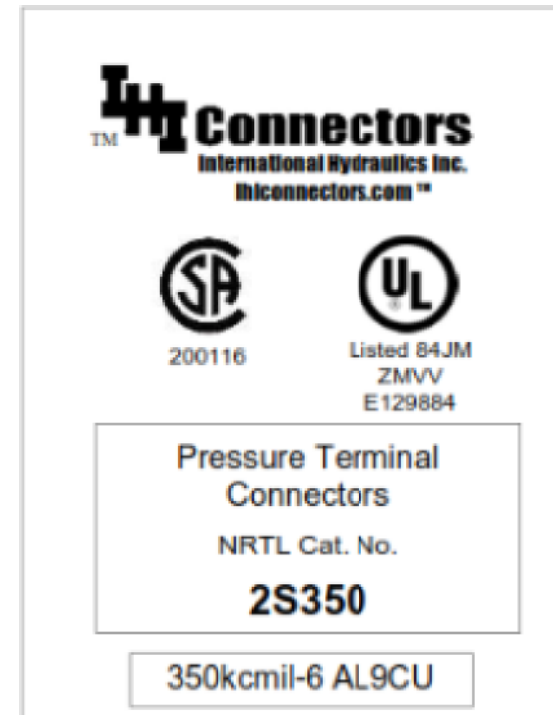 IHI Connectors
TM
International Hydraulics Inc.
ihiconnectors.com ™
CSA
UL
®
200116
Listed 84JM
ZMVV
E129884
Pressure Terminal
Connectors
NRTL Cat. No.
2S350
350kcmil-6 AL9CU